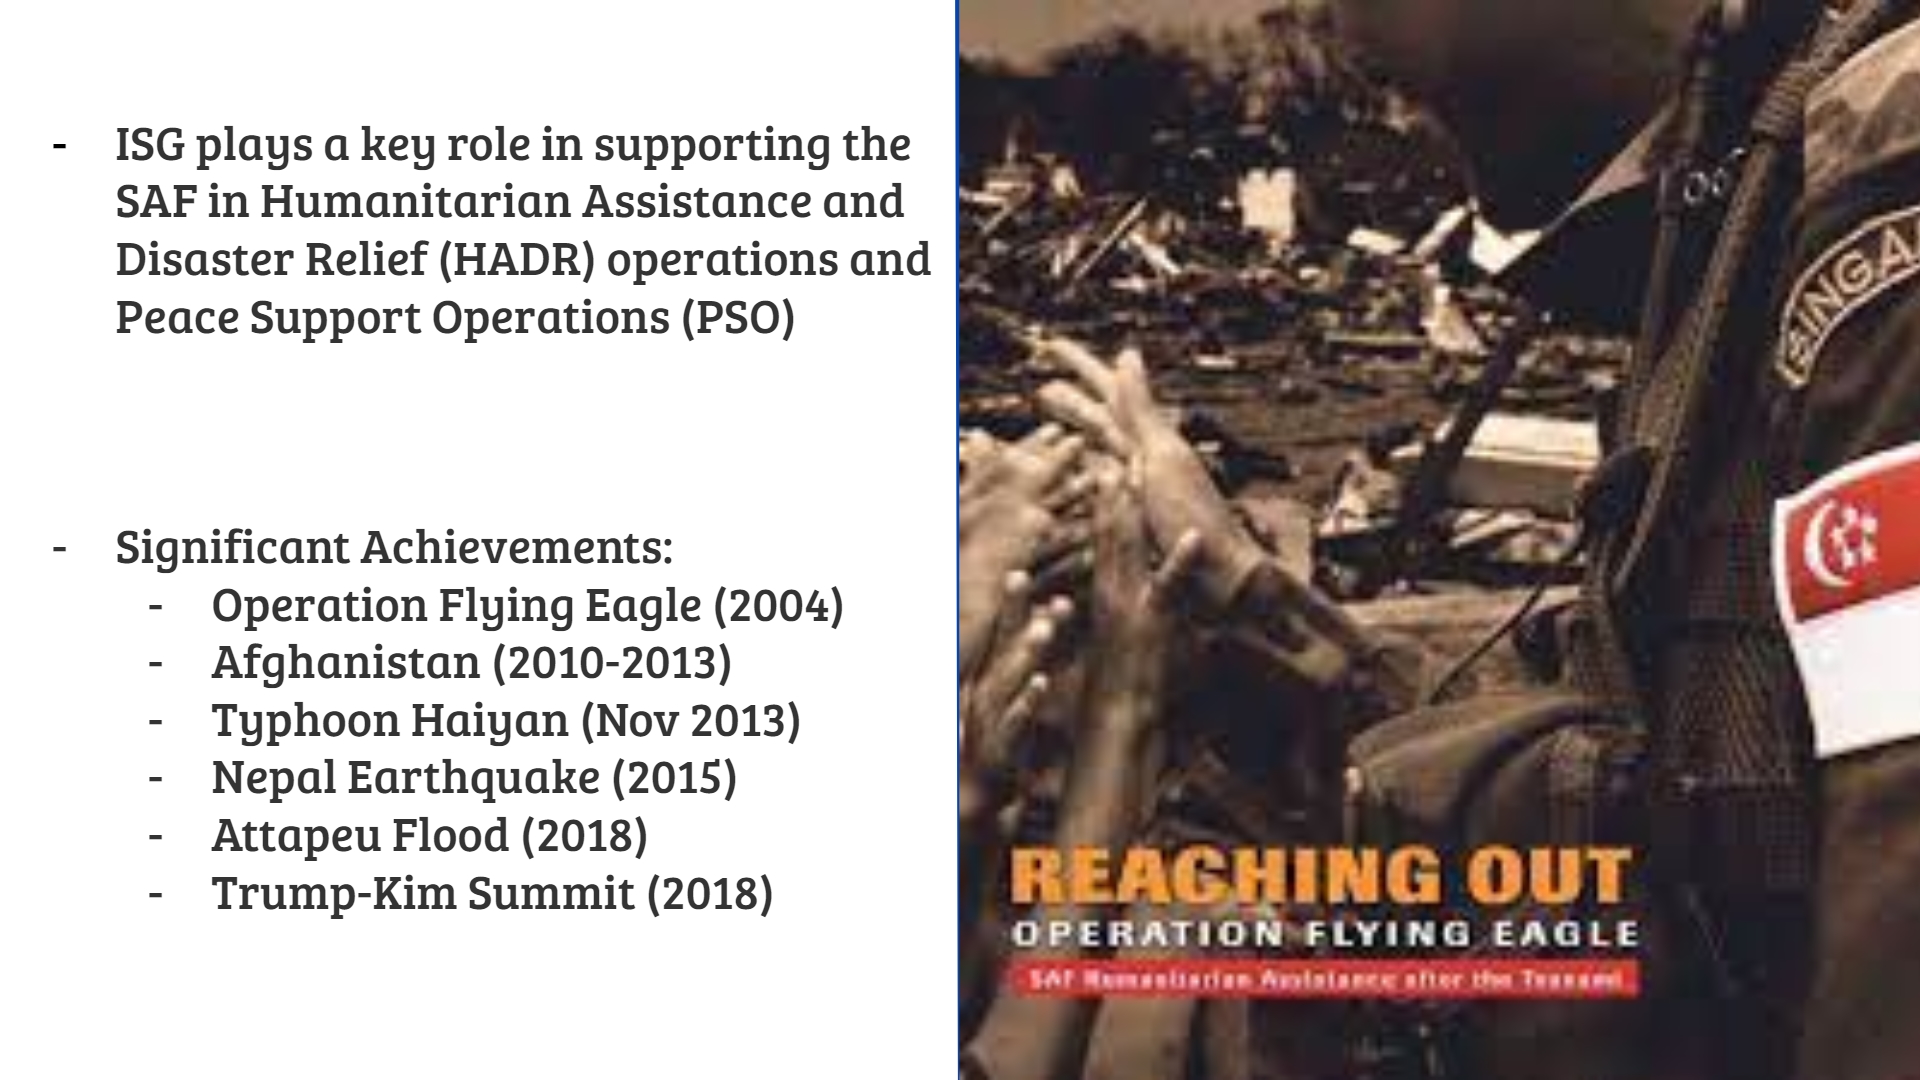 - ISG plays a key role in supporting the
SAF in Humanitarian Assistance and
Disaster Relief (HADR) operations and
Peace Support Operations (PSO)
- Significant Achievements:
- Operation Flying Eagle (2004)
- Afghanistan (2010-2013)
- Typhoon Haiyan (Nov 2013)
- Nepal Earthquake (2015)
- Attapeu Flood (2018)
- Trump-Kim Summit (2018)
SINGA
REACHING OUT
OPERATION FLYING EAGLE
SAF Humanitarian Assistance after the Tsunami